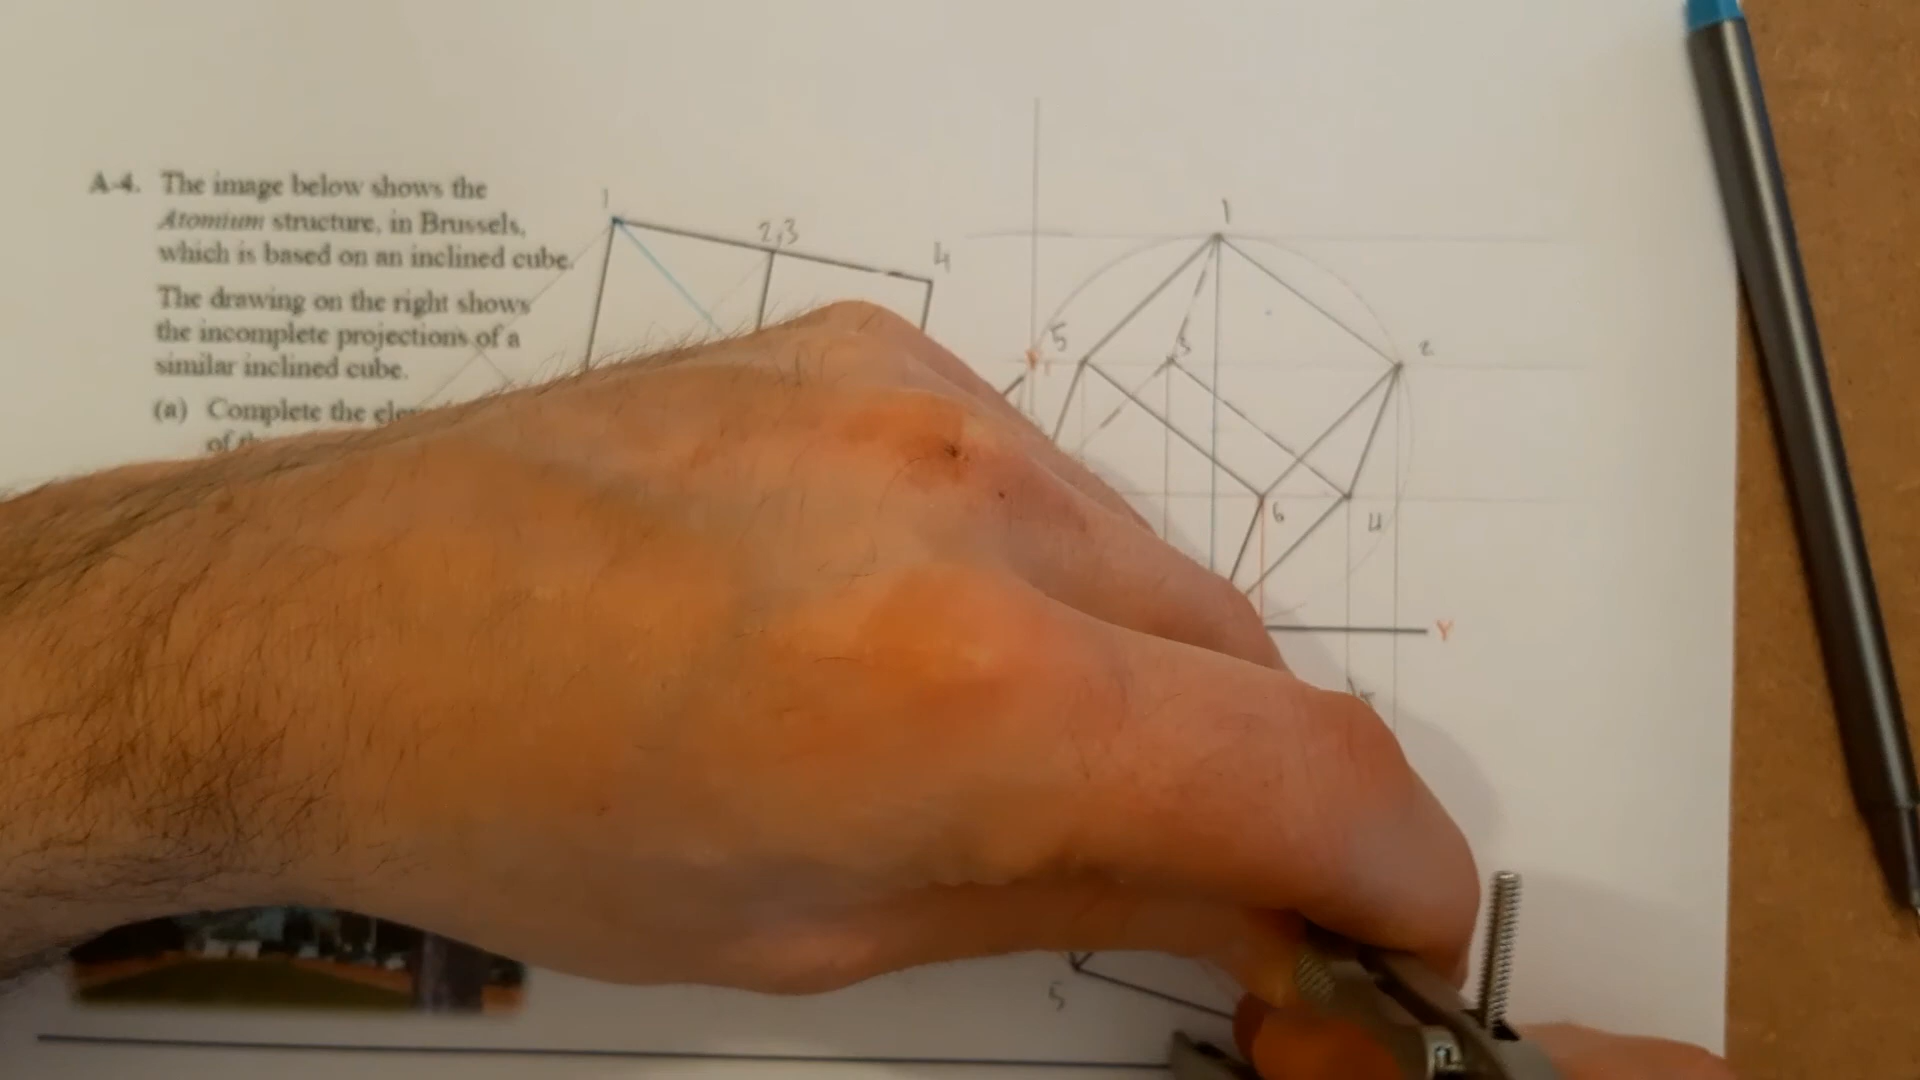 A-4. The image below shows the
Atomium structure, in Brussels,
which is based on an inclined cube.
The drawing on the right shows
the incomplete projections of a
similar inclined cube.
(a) Complete the
of
1
2,3
4
1
5
3
2
6
4
Y
5